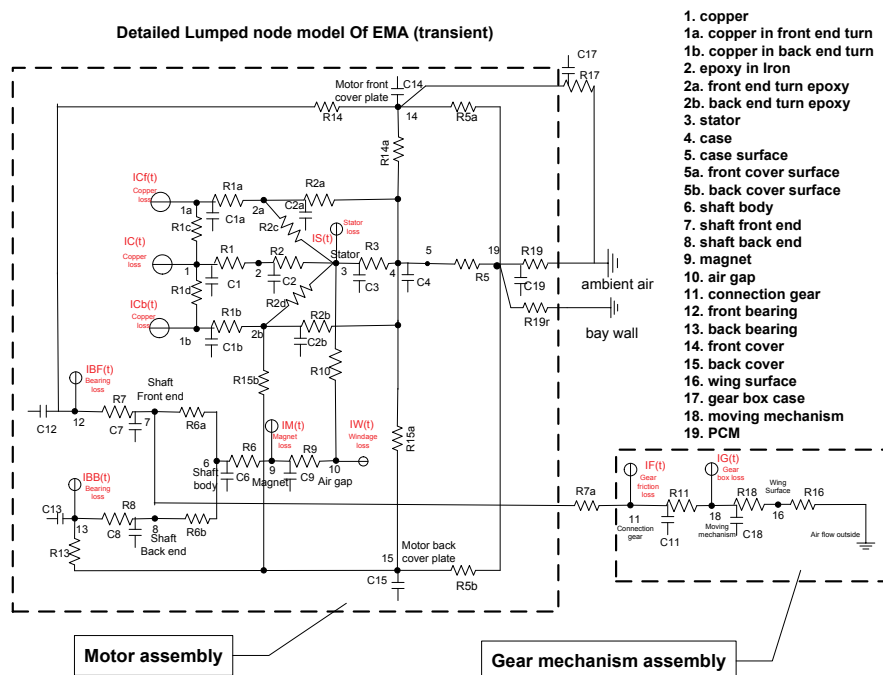 Detailed Lumped node model Of EMA (transient)
1. copper
1a. copper in front end turn
1b. copper in back end turn
2. epoxy in Iron
2a. front end turn epoxy
2b. back end turn epoxy
3. stator
4. case
5. case surface
5a. front cover surface
5b. back cover surface
6. shaft body
7. shaft front end
8. shaft back end
9. magnet
10. air gap
11. connection gear
12. front bearing
13. back bearing
14. front cover
15. back cover
16. wing surface
17. gear box case
18. moving mechanism
19. PCM
C17
R17
Motor front
cover plate
C14
14
R14
R5a
R14a
ICf(t)
Copper
loss
1a
R1a
C1a
2a
R2a
C2a
R1c
R2c
IS(t)
Stator
loss
IC(t)
Copper
loss
1
R1
C1
2
R2
C2
Stator
3
R3
C3
4
C4
5
R5
19
R19
C19
ambient air
R1d
R2d
ICb(t)
Copper
loss
1b
R1b
C1b
2b
R2b
C2b
R19r
bay wall
R15b
R10
R15a
IBF(t)
Bearing
loss
C12
12
R7
C7
Shaft
Front end
7
R6a
IM(t)
Magnet
loss
IW(t)
Windage
loss
6
R6
C6
Shaft
body
9
Magnet
R9
C9
10
Air gap
IBB(t)
Bearing
loss
C13
13
R8
C8
8
Shaft
Back end
R6b
R13
15
Motor back
cover plate
C15
R5b
R7a
IF(t)
Gear
friction
loss
11
Connection
gear
R11
C11
IG(t)
Gear
box loss
18
Moving
mechanism
R18
C18
Wing
Surface
16
R16
Air flow outside
Motor assembly
Gear mechanism assembly